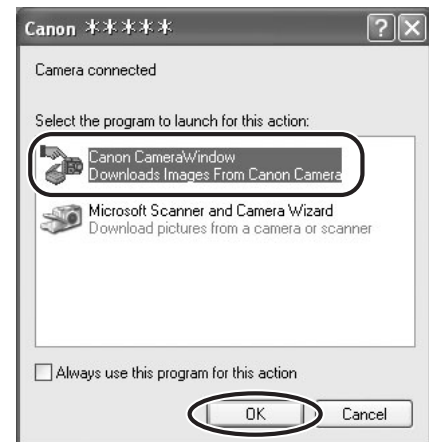 Canon *****
Camera connected
Select the program to launch for this action:
Canon CameraWindow
Downloads Images From Canon Camera
Microsoft Scanner and Camera Wizard
Download pictures from a camera or scanner
Always use this program for this action
OK
Cancel